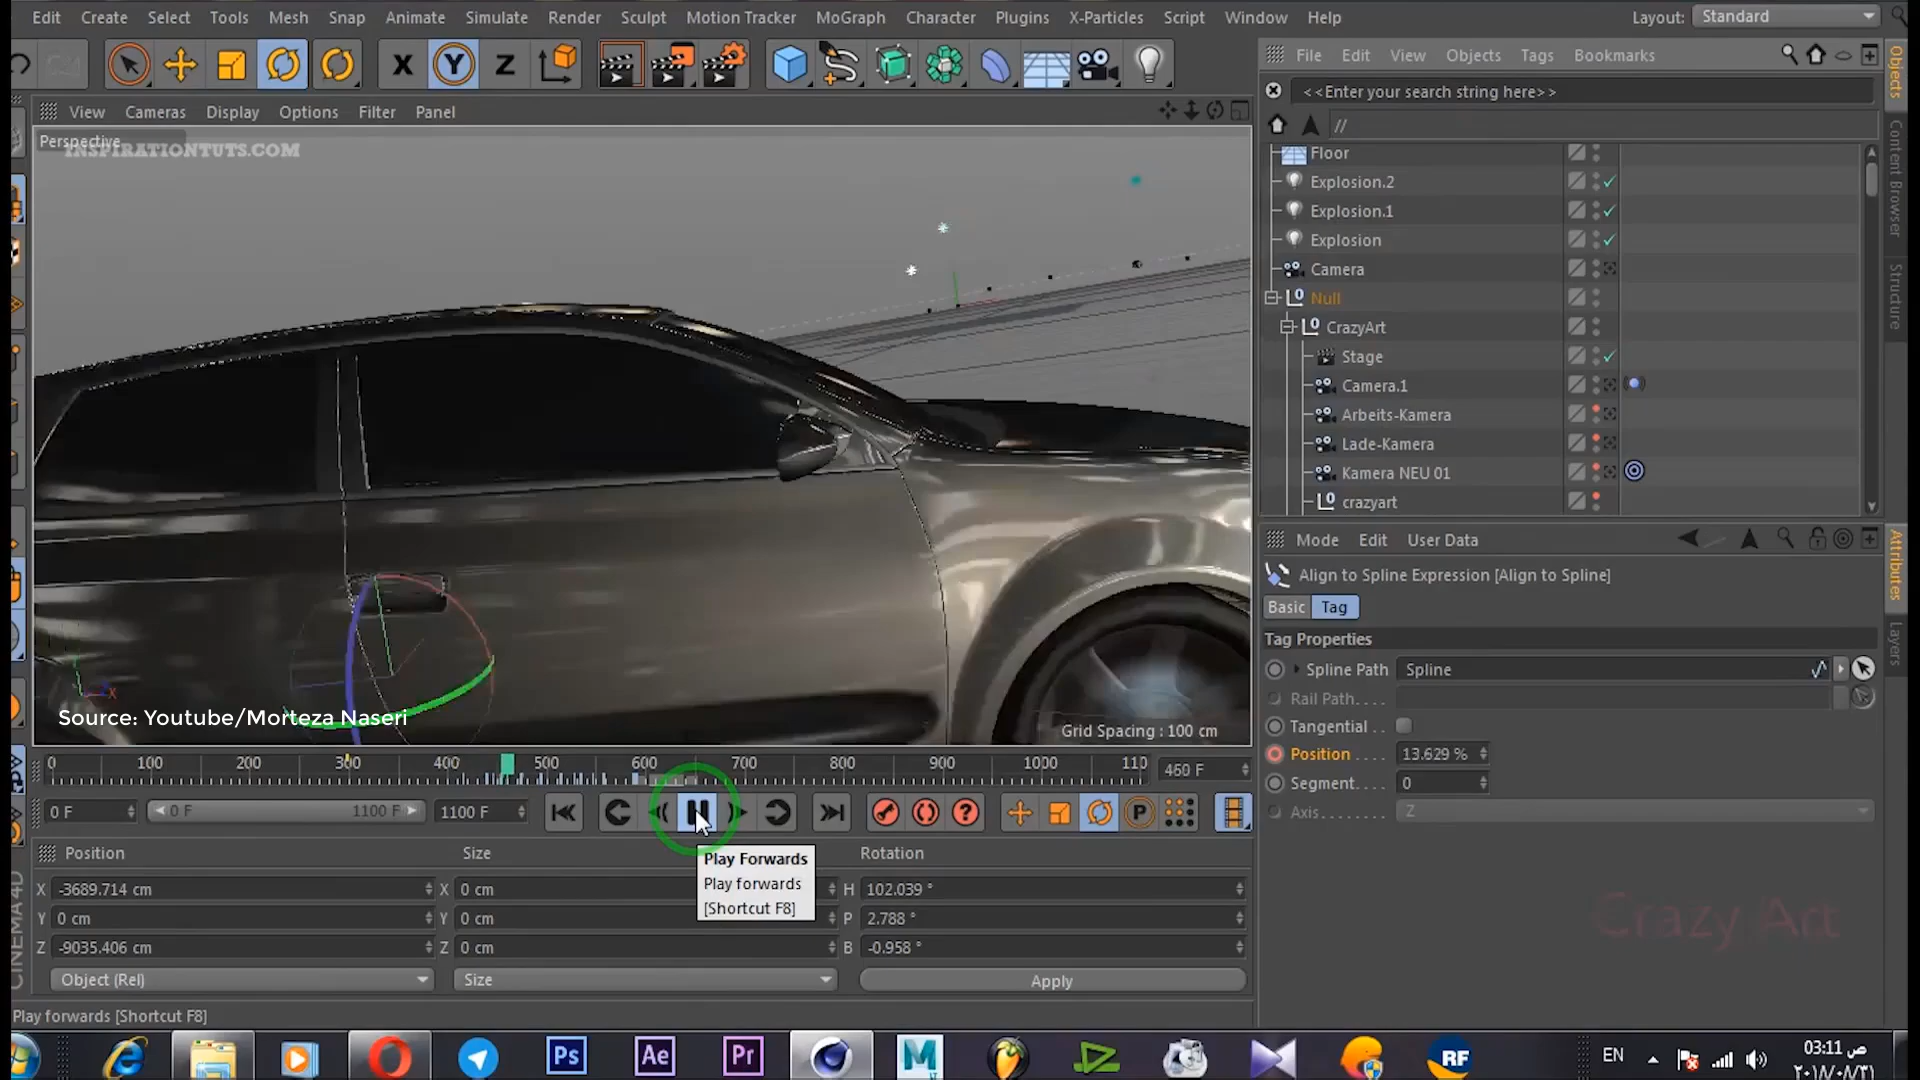 Edit Create Select Tools Mesh Snap Animate Simulate Render Sculpt Motion Tracker MoGraph Character Plugins X-Particles Script Window Help
Layout: Standard
X Y Z
File Edit View Objects Tags Bookmarks
<<Enter your search string here>>
//
View Cameras Display Options Filter Panel
Perspective
INSPIRATIONTUTS.COM
Floor
Explosion.2
Explosion.1
Explosion
Camera
Null
CrazyArt
Stage
Camera.1
Arbeits-Kamera
Lade-Kamera
Kamera NEU 01
crazyart
Objects
Content Browser
Structure
Attributes
Layers
Mode Edit User Data
Align to Spline Expression [Align to Spline]
Basic Tag
Tag Properties
Spline Path Spline
Rail Path....
Tangential ..
Position .... 13.629 %
Segment.... 0
Axis........ Z
Source: Youtube/Morteza Naseri
Grid Spacing : 100 cm
0 100 200 300 400 500 600 700 800 900 1000 110
460 F
0 F 0 F 1100 F 1100 F
Play Forwards
Play forwards
[Shortcut F8]
Position Size Rotation
X -3689.714 cm X 0 cm H 102.039 °
Y 0 cm Y 0 cm P 2.788 °
Z -9035.406 cm Z 0 cm B -0.958 °
Object (Rel) Size Apply
CINEMA 4D
Crazy Art
Play forwards [Shortcut F8]
Ps Ae Pr M RF
EN
03:11 ص